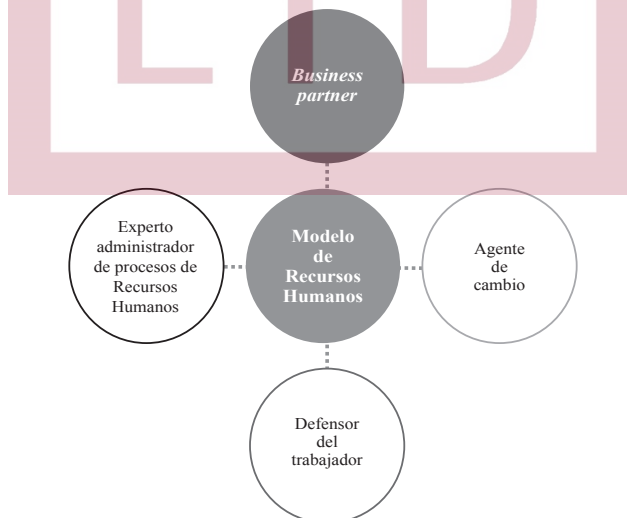 LTD
Business
partner
Experto
administrador
de procesos de
Recursos
Humanos
Modelo
de
Recursos
Humanos
Agente
de
cambio
Defensor
del
trabajador